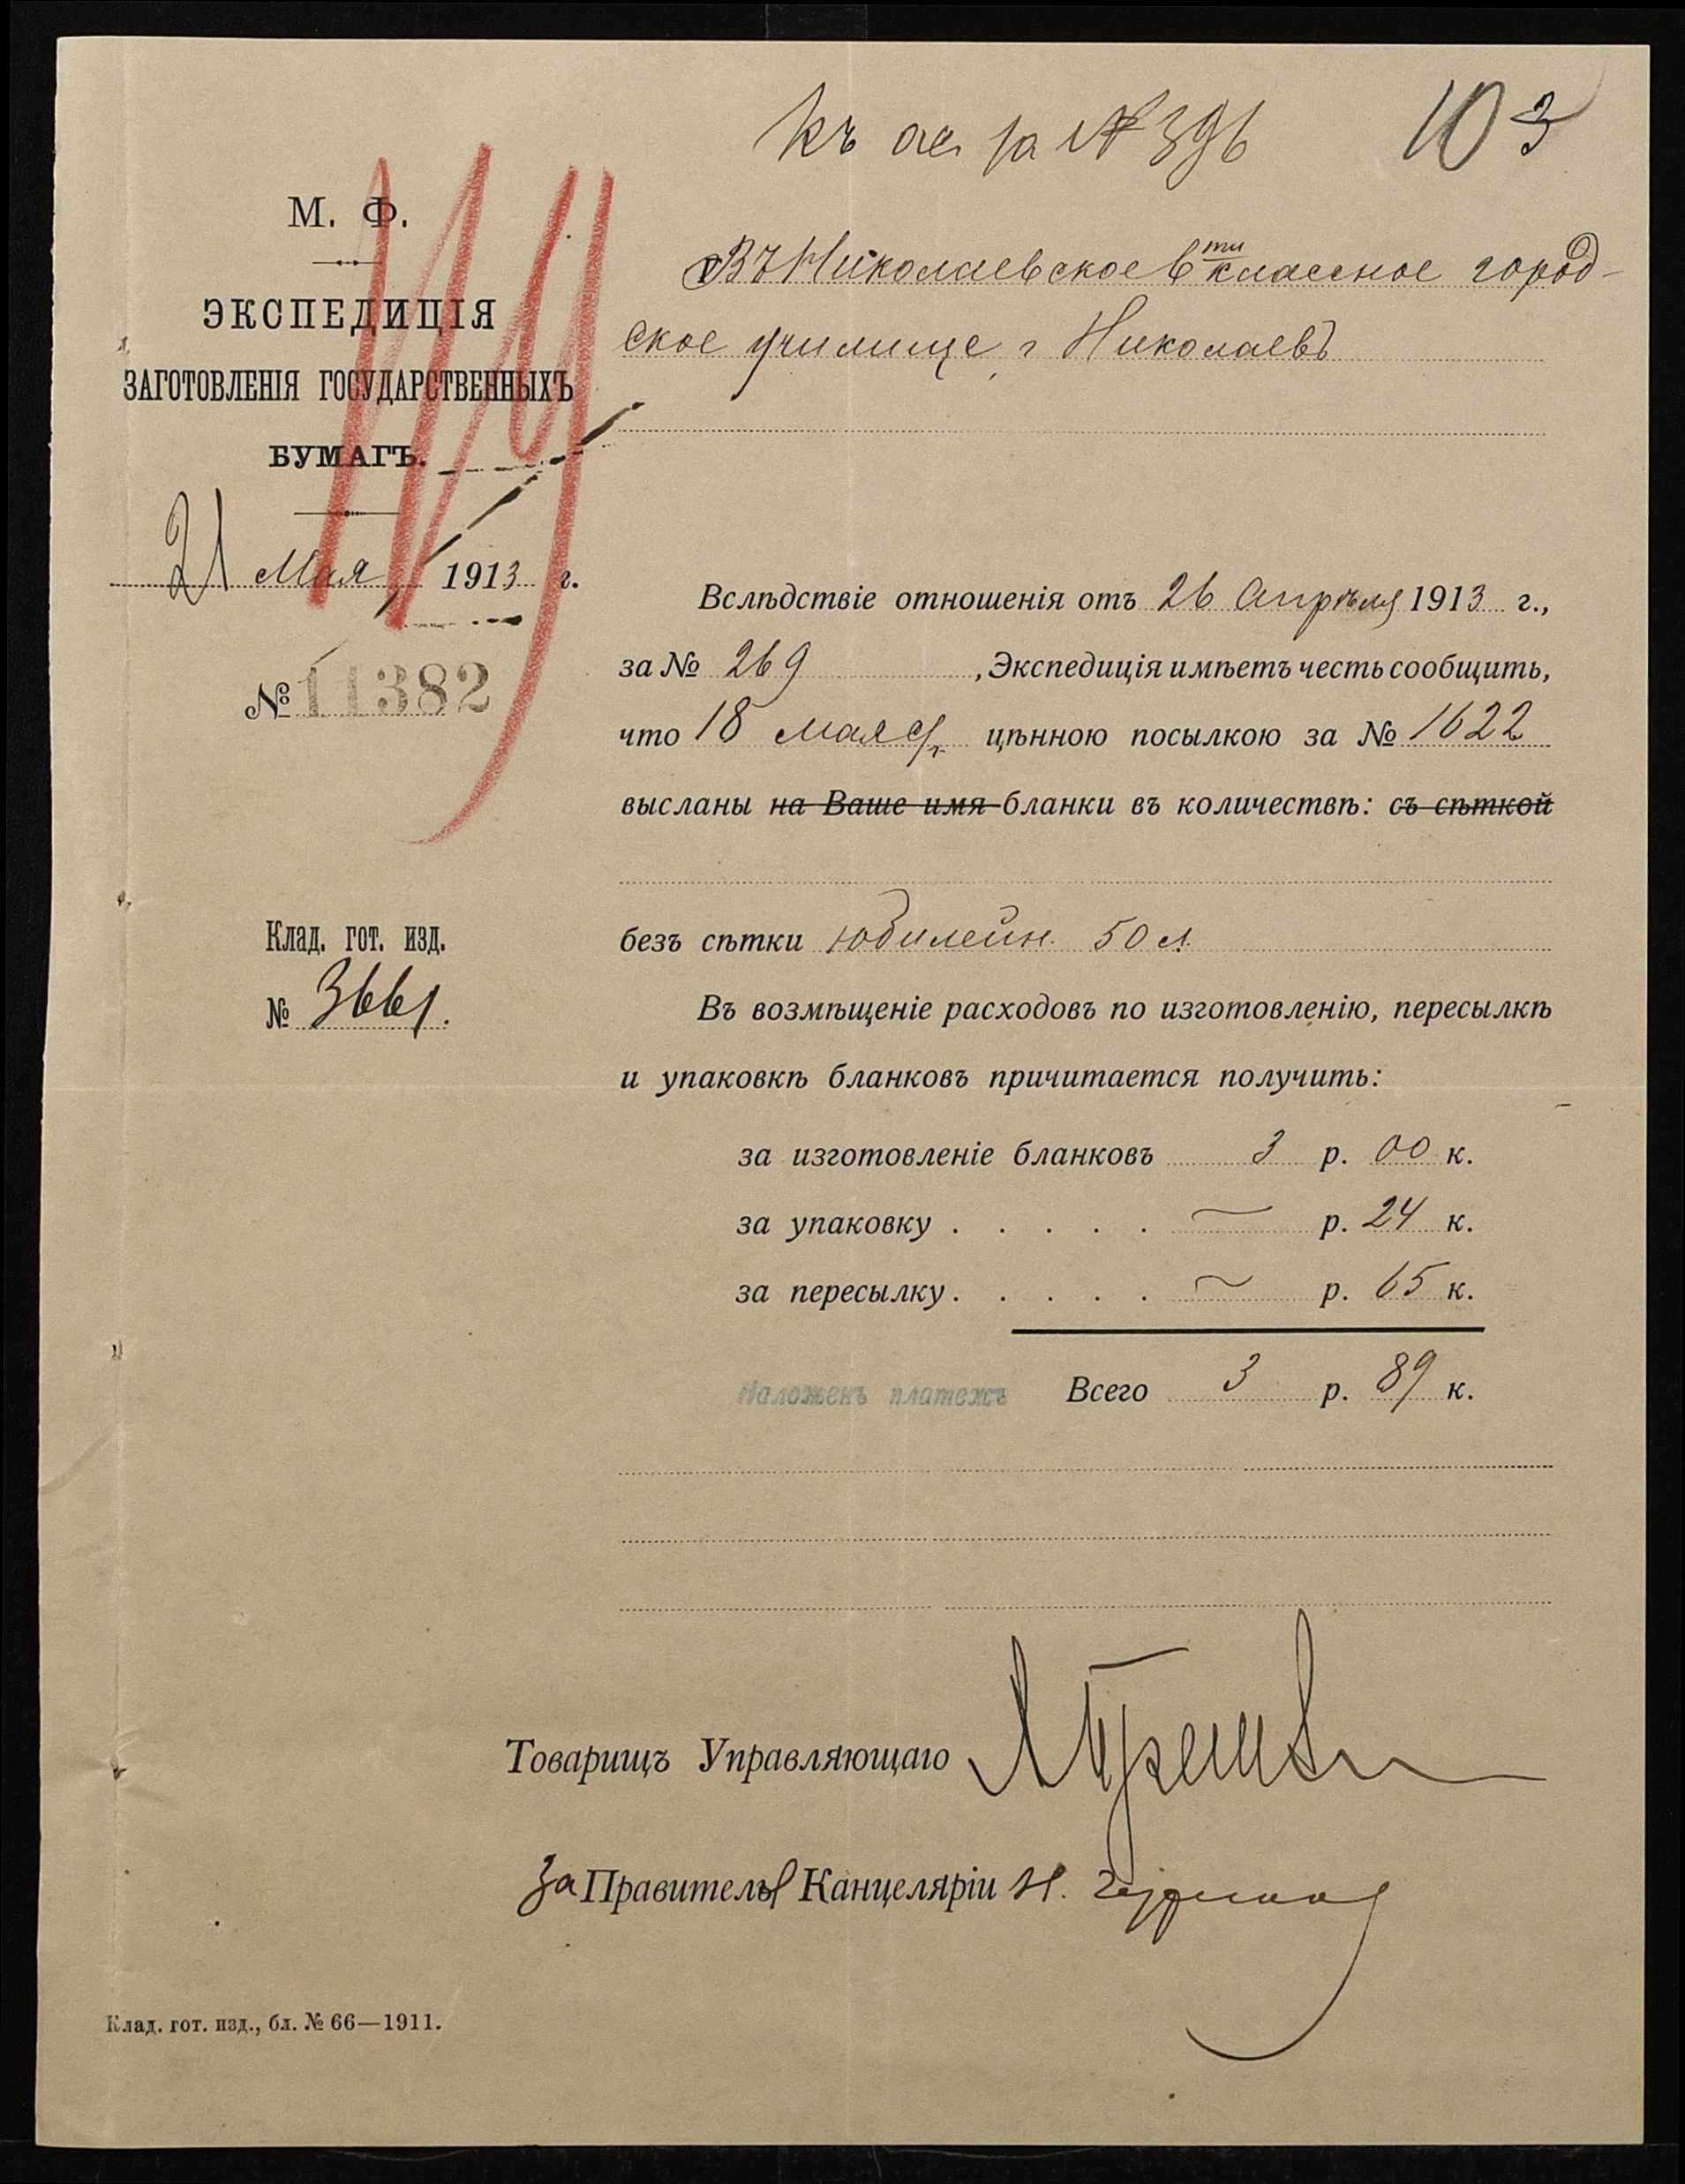 103
М. Ф.
ЭКСПЕДИЦІЯ
ЗАГОТОВЛЕНІЯ ГОСУДАРСТВЕННЫХЪ
БУМАГЪ.
21 Мая 1913 г.
№ 11382
Клад. гот. изд.
№ 3661.
Къ за № 396
Въ Николаевское 6ти классное город-
ское училище, г Николаевъ
Вслѣдствіе отношенія отъ 26 Апрѣля 1913 г.,
за № 269, Экспедиція имѣетъ честь сообщить,
что 18 мая с/г. цѣнною посылкою за № 1622
высланы на Ваше имя бланки въ количествѣ: съ сѣткой
безъ сѣтки юбилейн. 50 л.
Въ возмѣщеніе расходовъ по изготовленію, пересылкѣ
и упаковкѣ бланковъ причитается получить:
за изготовленіе бланковъ 3 р. 00 к.
за упаковку . . . . . — р. 24 к.
за пересылку . . . . . — р. 65 к.
Наложенъ платежъ Всего 3 р. 89 к.
Товарищъ Управляющаго
За Правителя Канцеляріи Н.
Клад. гот. изд., бл. № 66—1911.